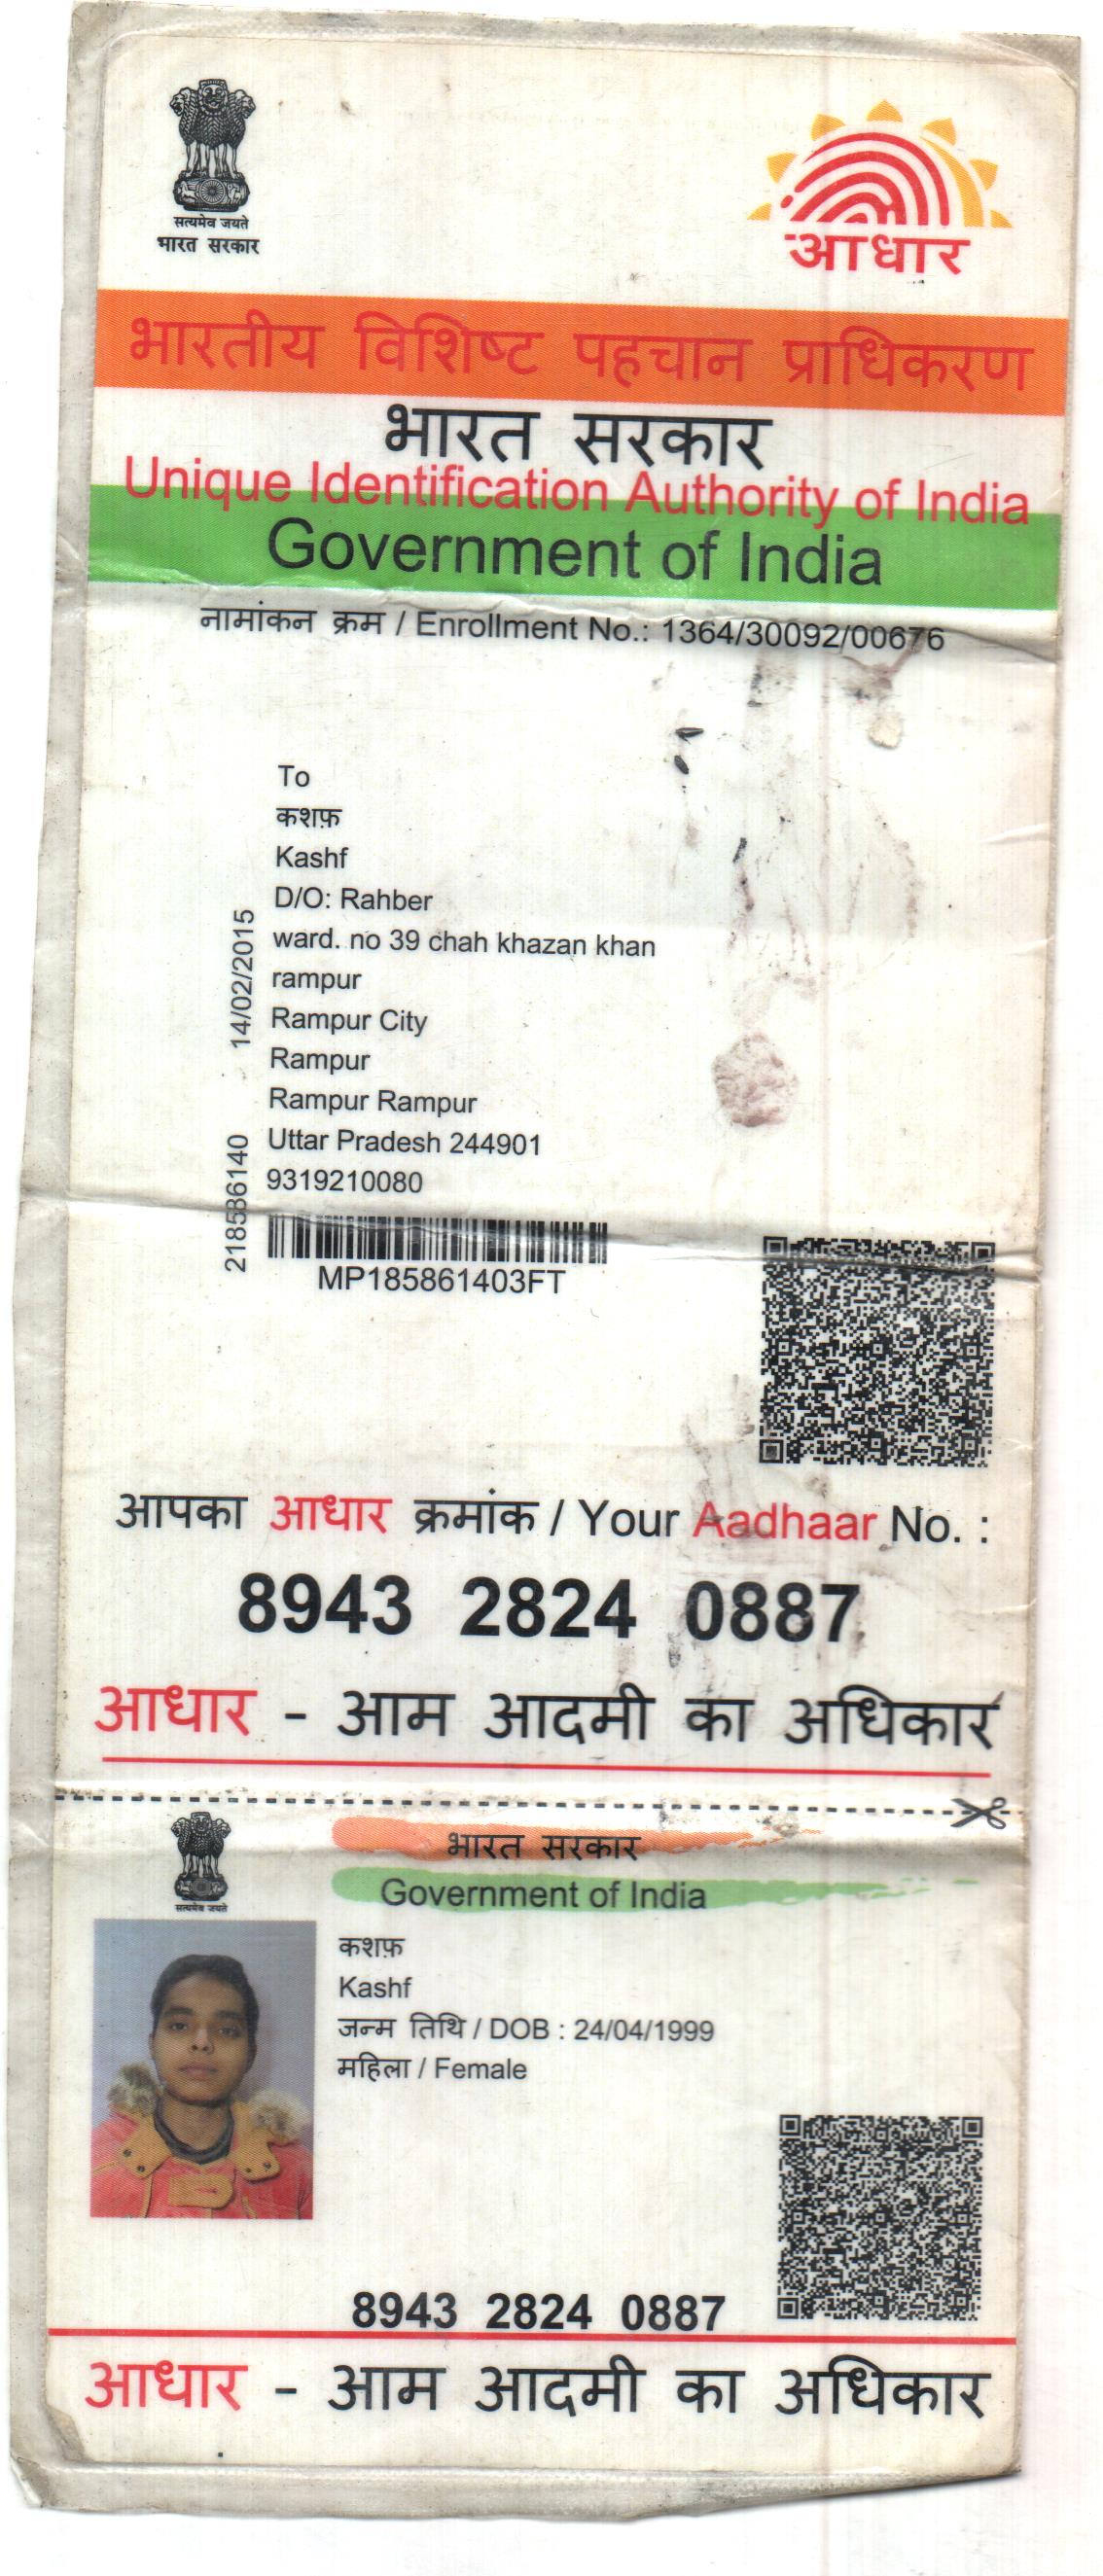 सत्यमेव जयते
भारत सरकार
आधार
भारतीय विशिष्ट पहचान प्राधिकरण
भारत सरकार
Unique Identification Authority of India
Government of India
नामांकन क्रम / Enrollment No.: 1364/30092/00676
To
कशफ़
Kashf
D/O: Rahber
ward. no 39 chah khazan khan
rampur
Rampur City
Rampur
Rampur Rampur
Uttar Pradesh 244901
9319210080
14/02/2015
218586140
MP185861403FT
आपका आधार क्रमांक / Your Aadhaar No. :
8943 2824 0887
आधार - आम आदमी का अधिकार
सत्यमेव जयते
भारत सरकार
Government of India
कशफ़
Kashf
जन्म तिथि / DOB : 24/04/1999
महिला / Female
8943 2824 0887
आधार - आम आदमी का अधिकार